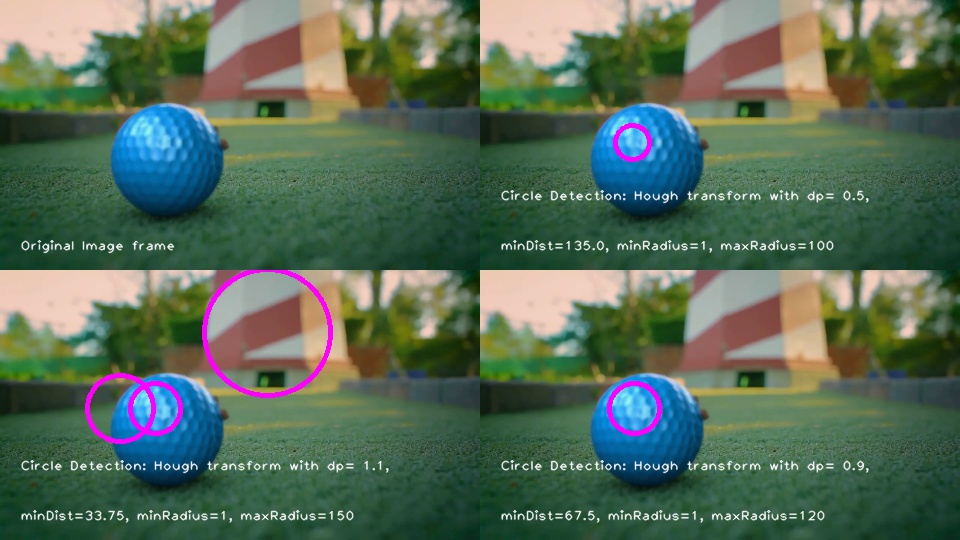 Original Image frame
Circle Detection: Hough transform with dp= 0.5,
minDist=135.0, minRadius=1, maxRadius=100
Circle Detection: Hough transform with dp= 1.1,
minDist=33.75, minRadius=1, maxRadius=150
Circle Detection: Hough transform with dp= 0.9,
minDist=67.5, minRadius=1, maxRadius=120